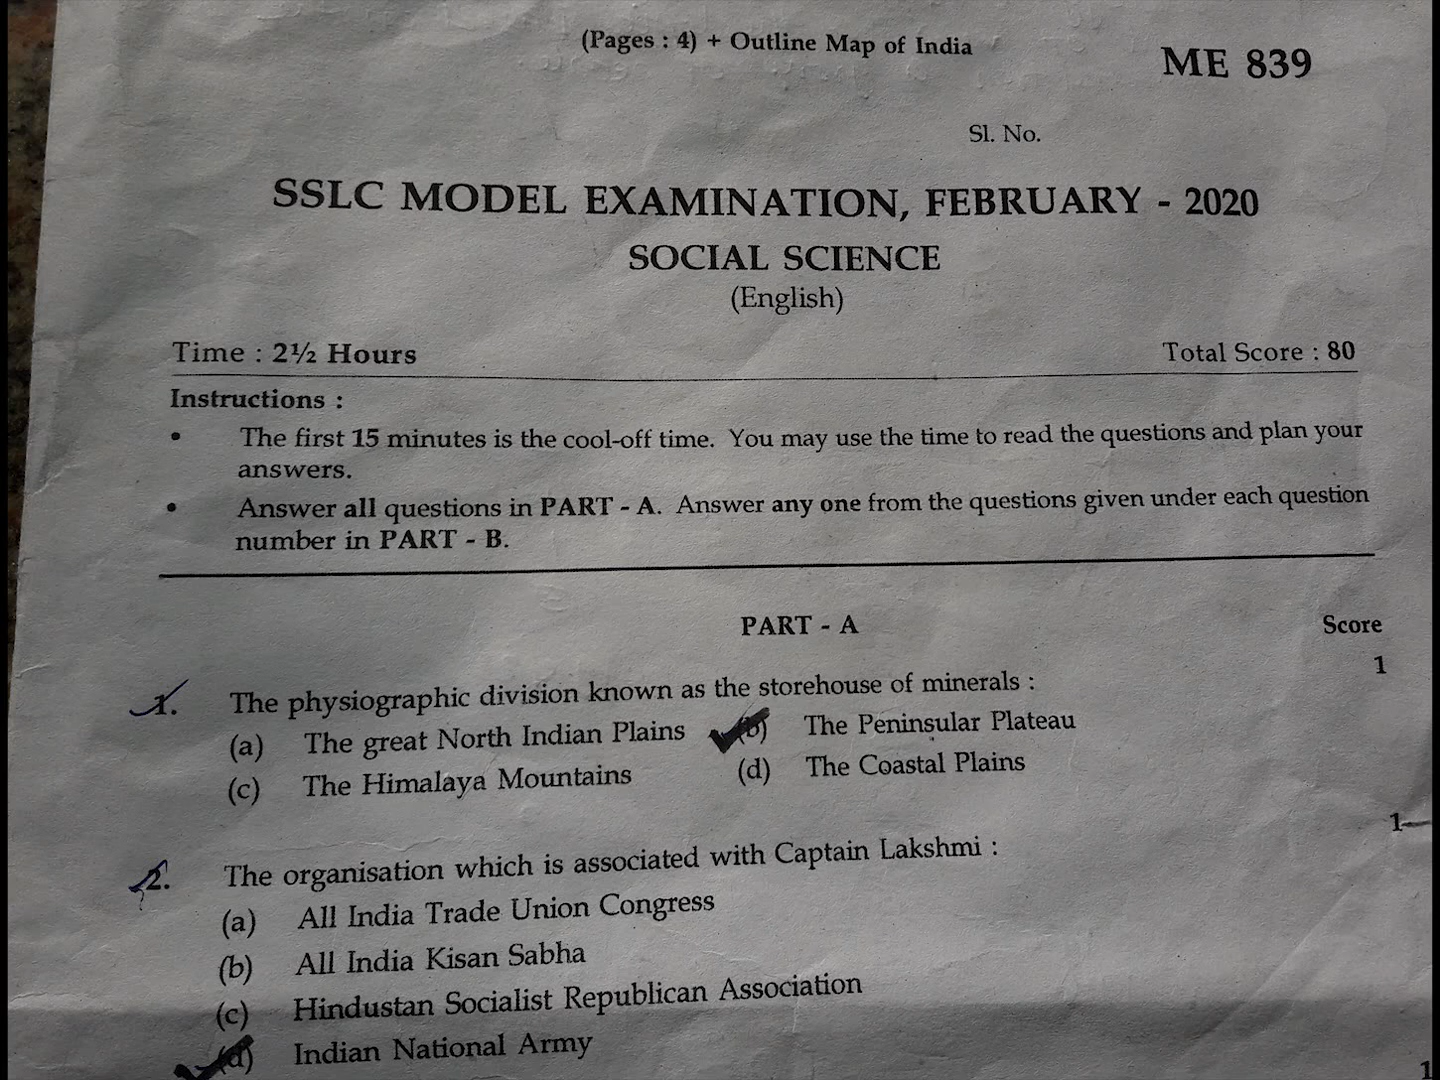 (Pages : 4) + Outline Map of India
ME 839
Sl. No.
SSLC MODEL EXAMINATION, FEBRUARY - 2020
SOCIAL SCIENCE
(English)
Time : 2½ Hours Total Score : 80
Instructions :
• The first 15 minutes is the cool-off time. You may use the time to read the questions and plan your
answers.
• Answer all questions in PART - A. Answer any one from the questions given under each question
number in PART - B.
PART - A Score
1. The physiographic division known as the storehouse of minerals : 1
(a) The great North Indian Plains (b) The Peninsular Plateau
(c) The Himalaya Mountains (d) The Coastal Plains
2. The organisation which is associated with Captain Lakshmi : 1
(a) All India Trade Union Congress
(b) All India Kisan Sabha
(c) Hindustan Socialist Republican Association
(d) Indian National Army
1